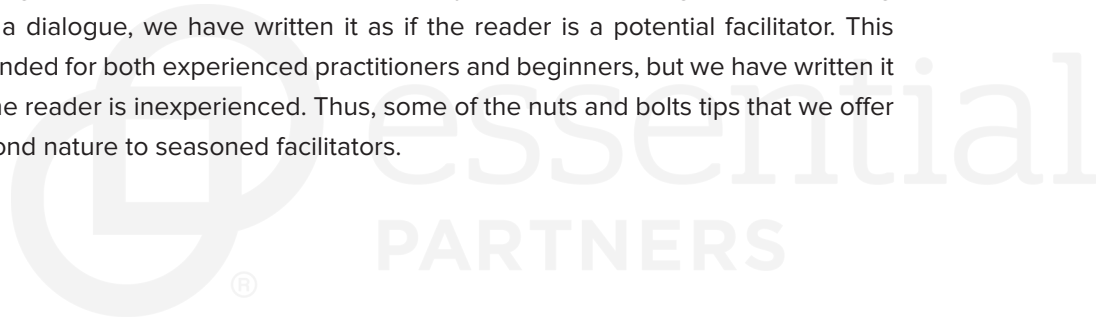 a dialogue, we have written it as if the reader is a potential facilitator. This
nded for both experienced practitioners and beginners, but we have written it
e reader is inexperienced. Thus, some of the nuts and bolts tips that we offer
ond nature to seasoned facilitators.
essential
PARTNERS
®